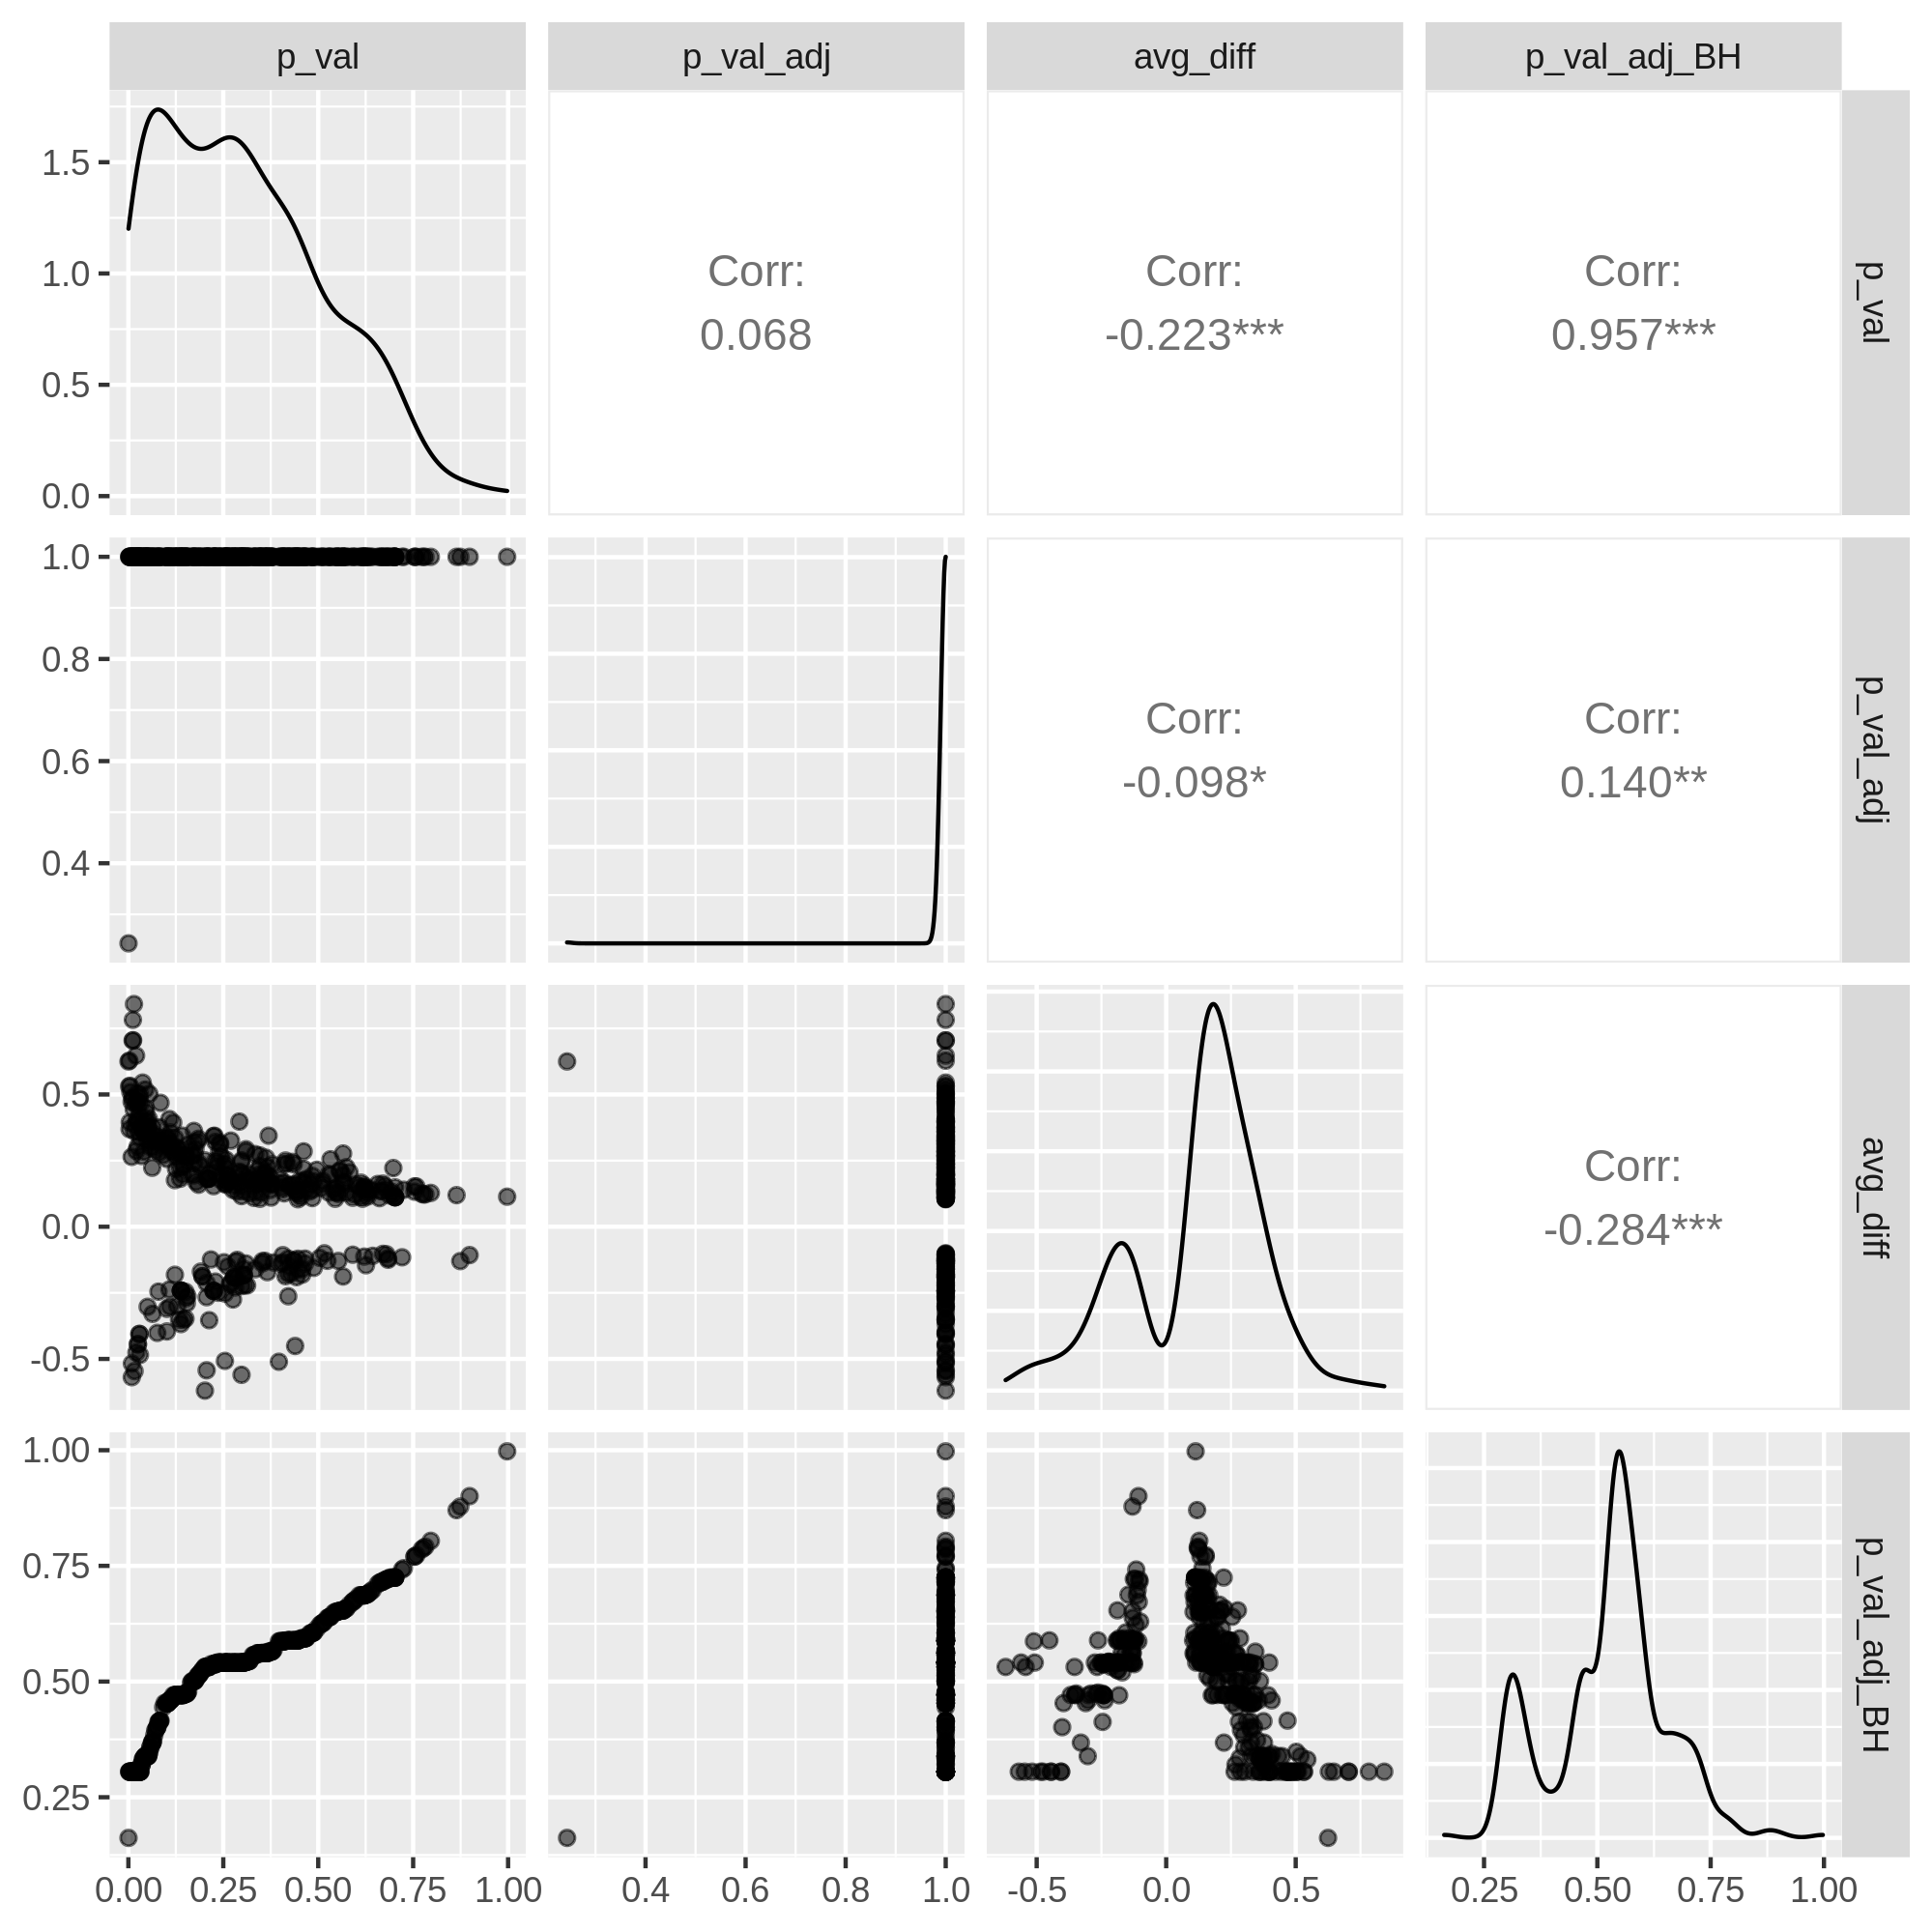 p_val
p_val_adj
avg_diff
p_val_adj_BH
1.5
1.0
0.5
0.0
Corr:
0.068
Corr:
-0.223***
Corr:
0.957***
p_val
1.0
0.8
0.6
0.4
Corr:
-0.098*
Corr:
0.140**
p_val_adj
0.5
0.0
-0.5
Corr:
-0.284***
avg_diff
1.00
0.75
0.50
0.25
p_val_adj_BH
0.00 0.25 0.50 0.75 1.00
0.4 0.6 0.8 1.0
-0.5 0.0 0.5
0.25 0.50 0.75 1.00